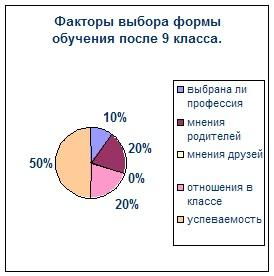 Факторы выбора формы
обучения после 9 класса.
10%
20%
0%
20%
50%
выбрана ли
профессия
мнения
родителей
мнения друзей
отношения в
классе
успеваемость